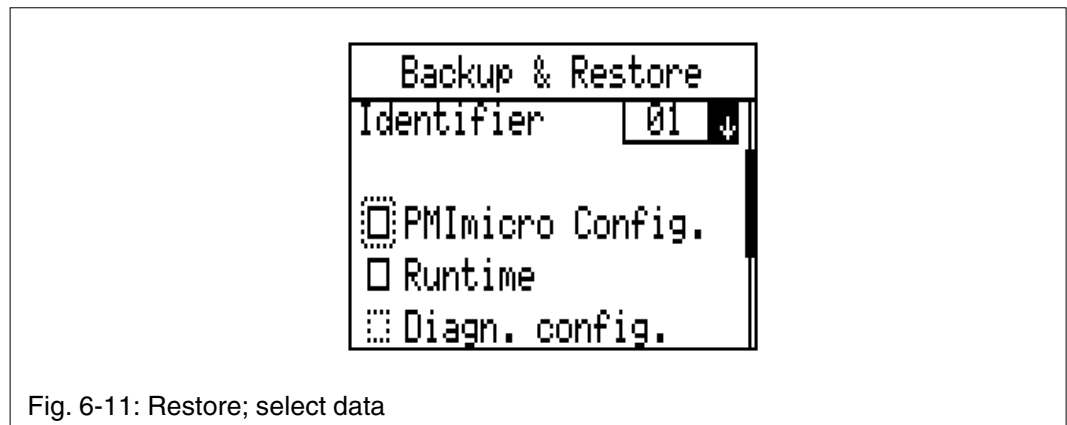 Backup & Restore
Identifier 01 ↓
PMImicro Config.
Runtime
Diagn. config.
Fig. 6-11: Restore; select data